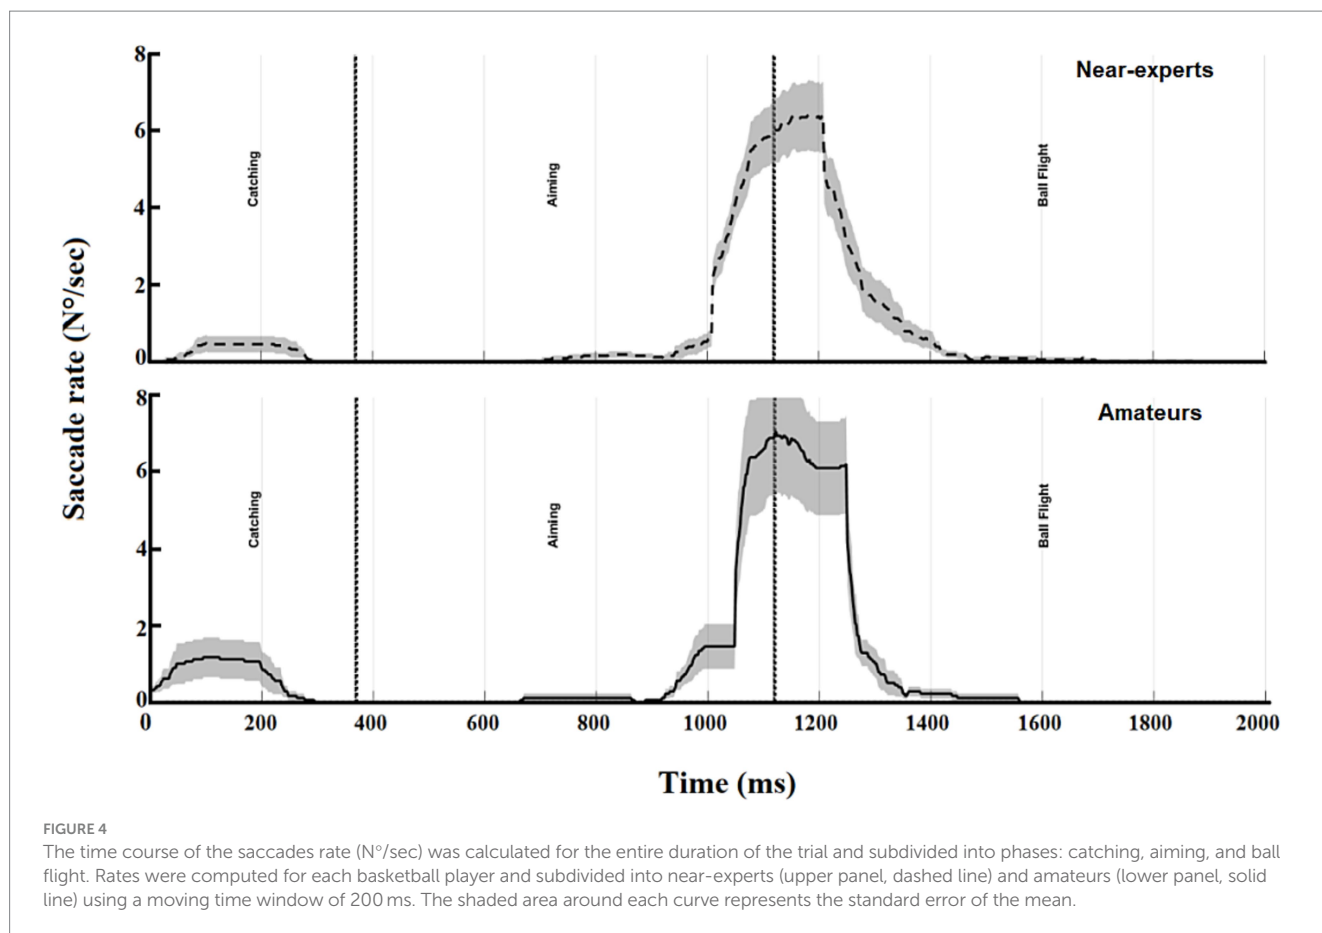 8
6
4
2
0
Near-experts
Catching
Aiming
Ball Flight
Saccade rate (N°/sec)
8
6
4
2
0
Amateurs
Catching
Aiming
Ball Flight
0 200 400 600 800 1000 1200 1400 1600 1800 2000
Time (ms)
FIGURE 4
The time course of the saccades rate (N°/sec) was calculated for the entire duration of the trial and subdivided into phases: catching, aiming, and ball
flight. Rates were computed for each basketball player and subdivided into near-experts (upper panel, dashed line) and amateurs (lower panel, solid
line) using a moving time window of 200 ms. The shaded area around each curve represents the standard error of the mean.